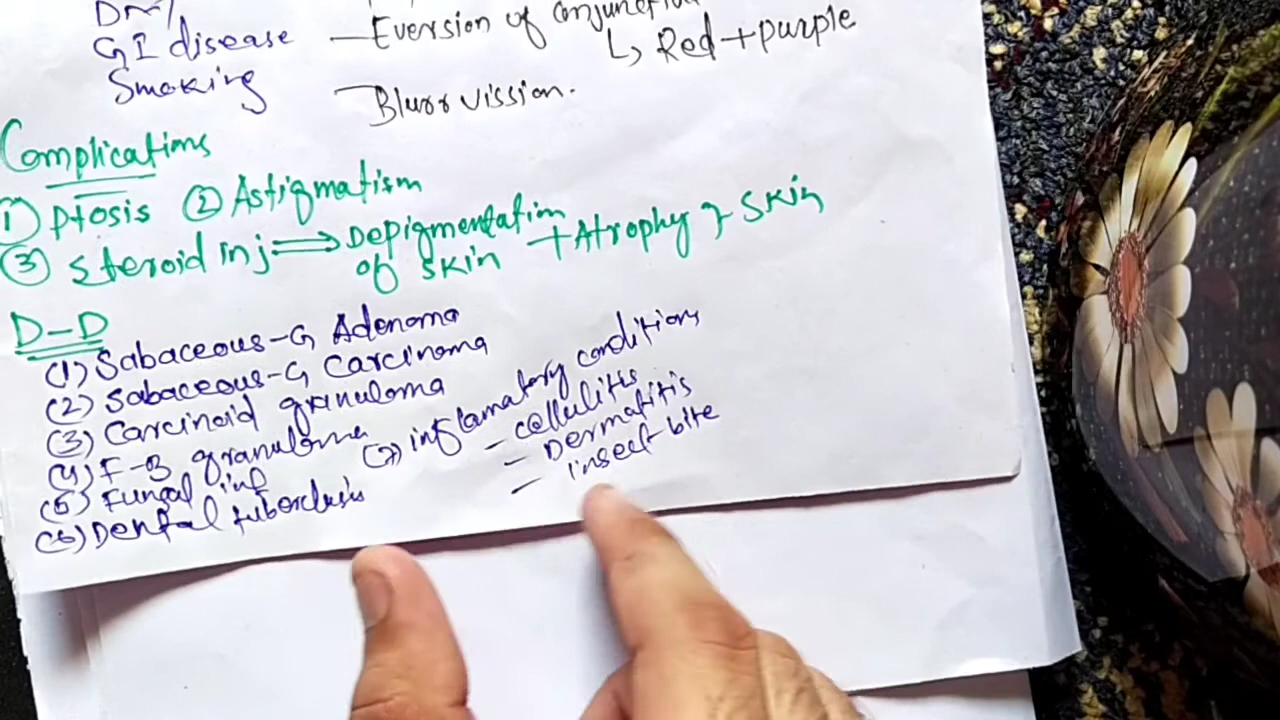 DM
GI disease
Smoking
— Eversion of Conjunctiva
↳ Red + purple
— Blurr vission.
Complications
① Ptosis ② Astigmatism
③ Steroid inj ⟹ Depigmentation of skin + Atrophy of skin
D-D
(1) Sabaceous-G Adenoma
(2) Sabaceous-G Carcinoma
(3) Carcinoid granuloma
(4) F-B granuloma
(5) Fungal inf
(6) Dental tuberclusis
(7) inflamatory conditions
- cellulitis
- Dermatitis
- insect bite